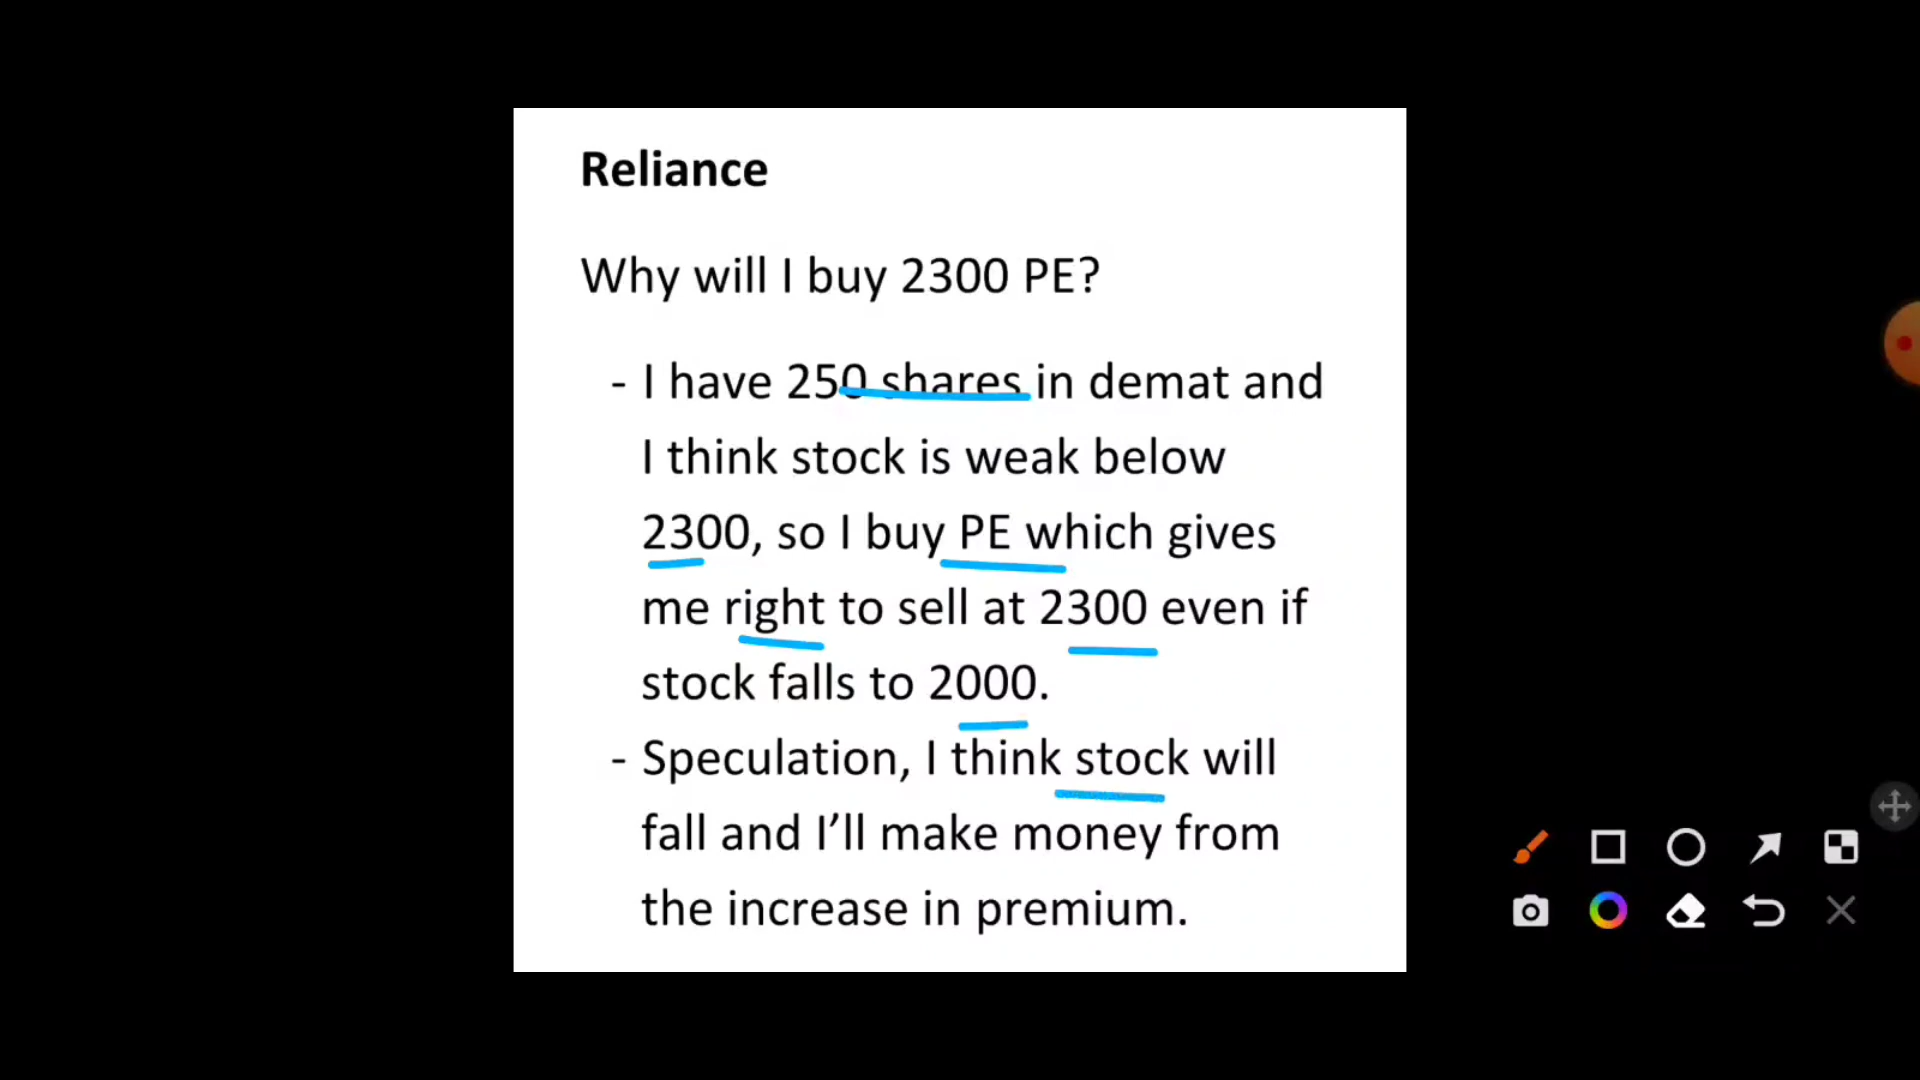 Reliance
Why will I buy 2300 PE?
- I have 250 shares in demat and
I think stock is weak below
2300, so I buy PE which gives
me right to sell at 2300 even if
stock falls to 2000.
- Speculation, I think stock will
fall and I’ll make money from
the increase in premium.